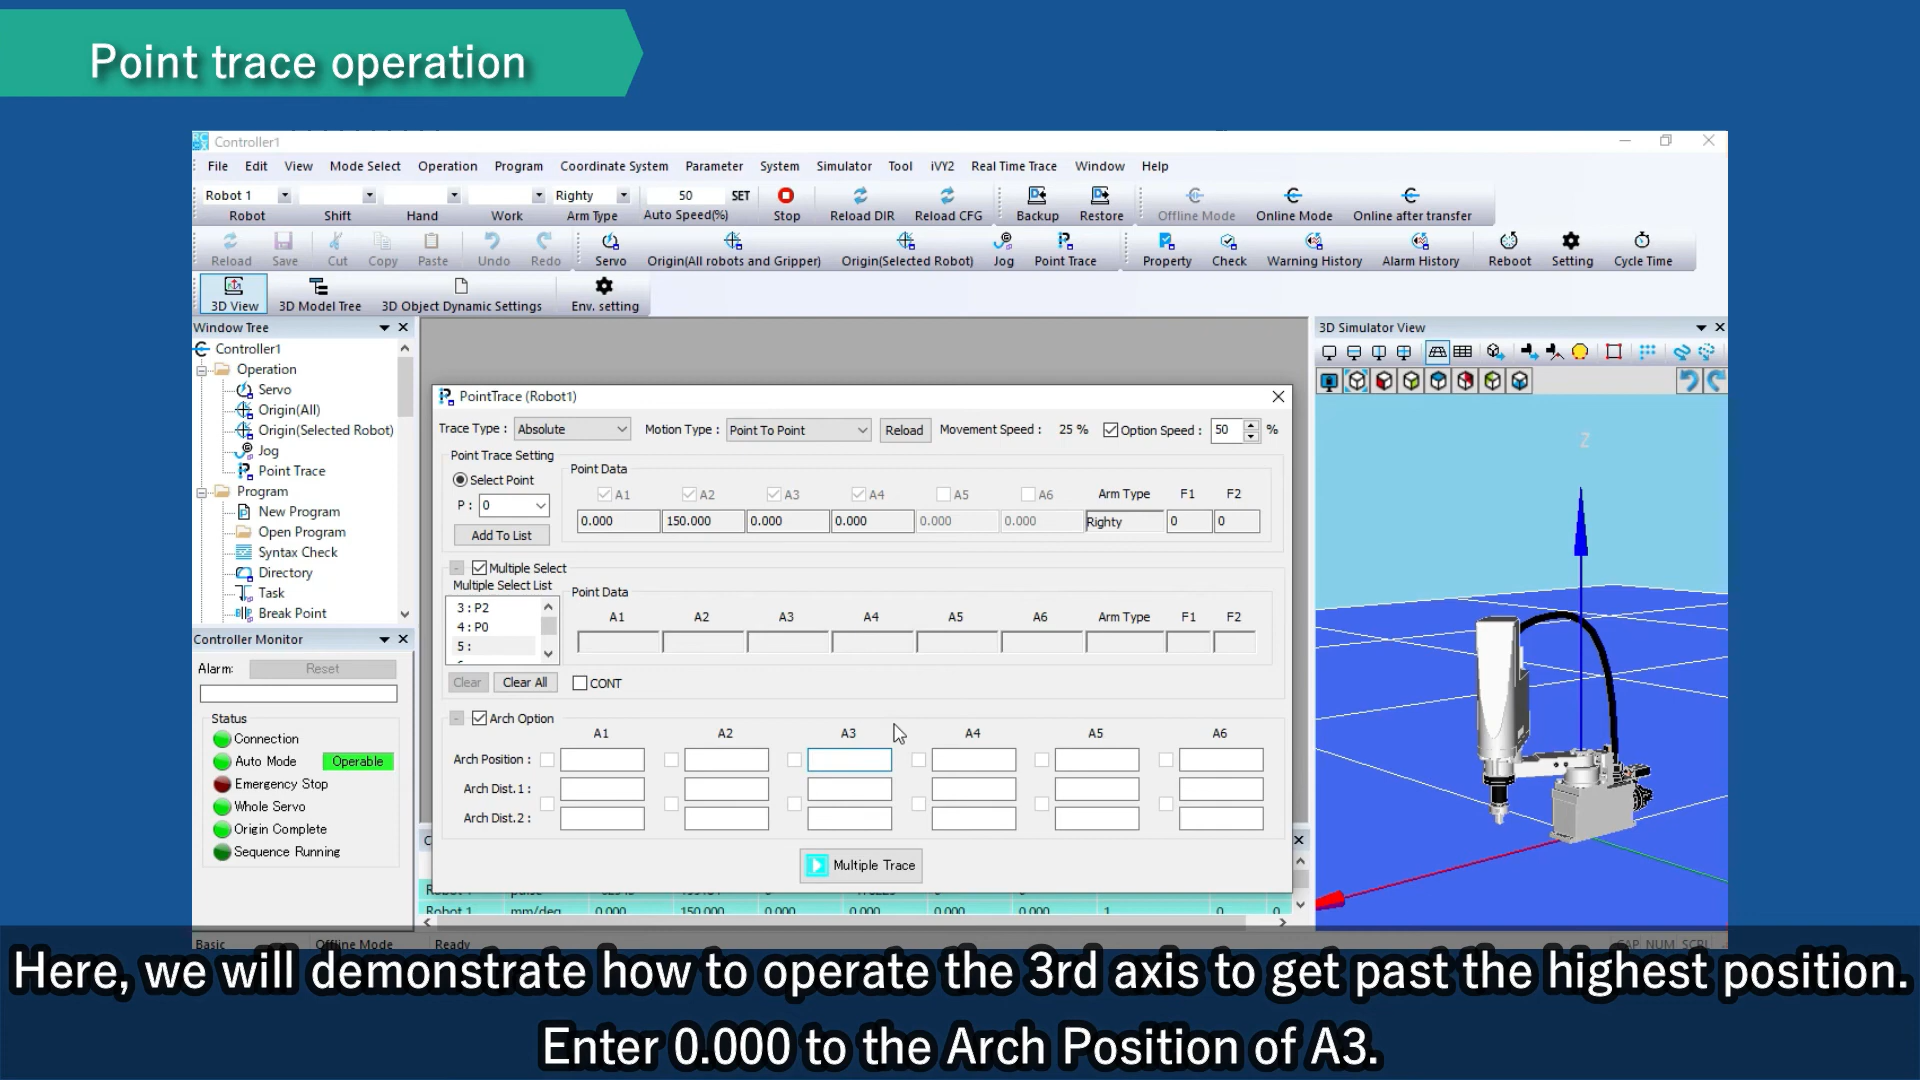 Point trace operation
Controller1
File Edit View Mode Select Operation Program Coordinate System Parameter System Simulator Tool iVY2 Real Time Trace Window Help
Robot 1 Righty 50 SET Stop Reload DIR Reload CFG Backup Restore Offline Mode Online Mode Online after transfer
Robot Shift Hand Work Arm Type Auto Speed(%)
Reload Save Cut Copy Paste Undo Redo Servo Origin(All robots and Gripper) Origin(Selected Robot) Jog Point Trace Property Check Warning History Alarm History Reboot Setting Cycle Time
3D View 3D Model Tree 3D Object Dynamic Settings Env. setting
Window Tree
Controller1
Operation
Servo
Origin(All)
Origin(Selected Robot)
Jog
Point Trace
Program
New Program
Open Program
Syntax Check
Directory
Task
Break Point
Controller Monitor
Alarm: Reset
Status
Connection
Auto Mode Operable
Emergency Stop
Whole Servo
Origin Complete
Sequence Running
PointTrace (Robot1)
Trace Type : Absolute Motion Type : Point To Point Reload Movement Speed : 25 % Option Speed : 50 %
Point Trace Setting
Select Point
P : 0
Add To List
Point Data
A1 A2 A3 A4 A5 A6 Arm Type F1 F2
0.000 150.000 0.000 0.000 0.000 0.000 Righty 0 0
Multiple Select
Multiple Select List
3 : P2
4 : P0
5 :
Point Data
A1 A2 A3 A4 A5 A6 Arm Type F1 F2
Clear Clear All CONT
Arch Option
A1 A2 A3 A4 A5 A6
Arch Position :
Arch Dist.1 :
Arch Dist.2 :
Multiple Trace
Robot 1 mm/deg 0.000 150.000 0.000 0.000 0.000 0.000 1 0 0
3D Simulator View
Z
Basic Offline Mode Ready CAP NUM SCRL
Here, we will demonstrate how to operate the 3rd axis to get past the highest position.
Enter 0.000 to the Arch Position of A3.